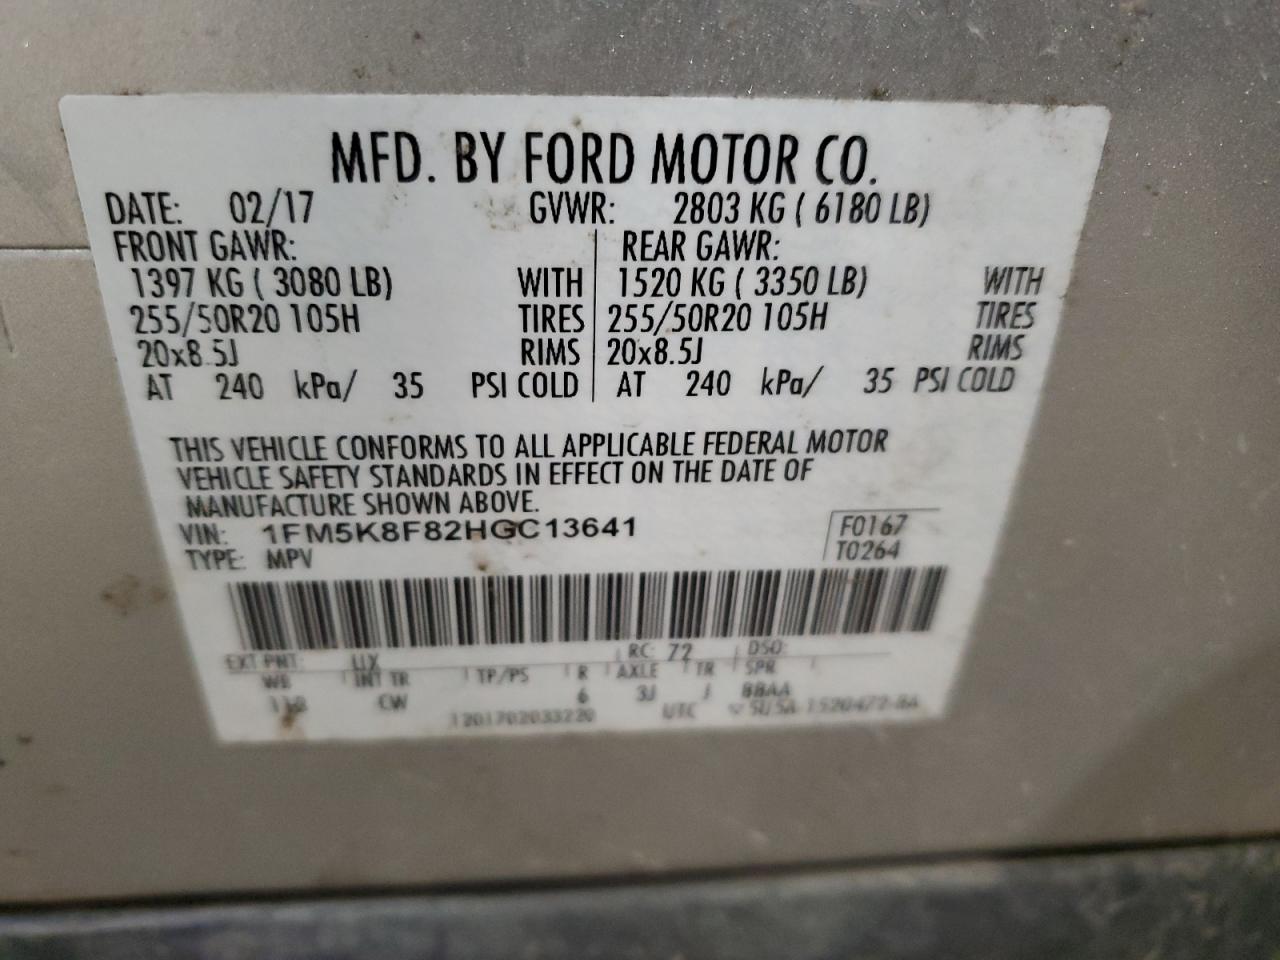 MFD. BY FORD MOTOR CO.
DATE: 02/17 GVWR: 2803 KG ( 6180 LB)
FRONT GAWR: REAR GAWR:
1397 KG ( 3080 LB) WITH 1520 KG ( 3350 LB) WITH
255/50R20 105H TIRES 255/50R20 105H TIRES
20x8.5J RIMS 20x8.5J RIMS
AT 240 kPa/ 35 PSI COLD AT 240 kPa/ 35 PSI COLD
THIS VEHICLE CONFORMS TO ALL APPLICABLE FEDERAL MOTOR
VEHICLE SAFETY STANDARDS IN EFFECT ON THE DATE OF
MANUFACTURE SHOWN ABOVE.
VIN: 1FM5K8F82HGC13641 F0167
TYPE: MPV T0264
EXT PNT: RC: 72 DSO:
WB INT TR TP/PS R AXLE TR SPR
CW 6 3J J BBAA
1201702033220 UTC